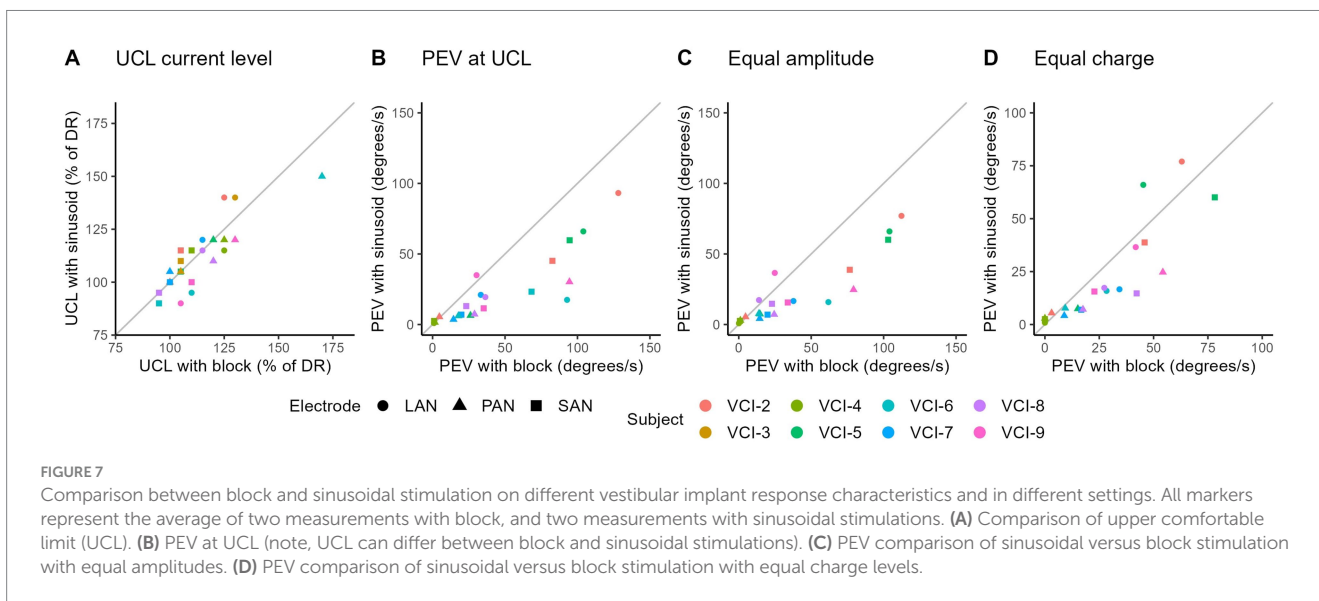 A UCL current level
B PEV at UCL
C Equal amplitude
D Equal charge
UCL with sinusoid (% of DR)
175
150
125
100
75
75 100 125 150 175
UCL with block (% of DR)
PEV with sinusoid (degrees/s)
150
100
50
0
0 50 100 150
PEV with block (degrees/s)
PEV with sinusoid (degrees/s)
150
100
50
0
0 50 100 150
PEV with block (degrees/s)
PEV with sinusoid (degrees/s)
100
75
50
25
0
0 25 50 75 100
PEV with block (degrees/s)
Electrode LAN PAN SAN
Subject
VCI-2 VCI-4 VCI-6 VCI-8
VCI-3 VCI-5 VCI-7 VCI-9
FIGURE 7
Comparison between block and sinusoidal stimulation on different vestibular implant response characteristics and in different settings. All markers
represent the average of two measurements with block, and two measurements with sinusoidal stimulations. (A) Comparison of upper comfortable
limit (UCL). (B) PEV at UCL (note, UCL can differ between block and sinusoidal stimulations). (C) PEV comparison of sinusoidal versus block stimulation
with equal amplitudes. (D) PEV comparison of sinusoidal versus block stimulation with equal charge levels.